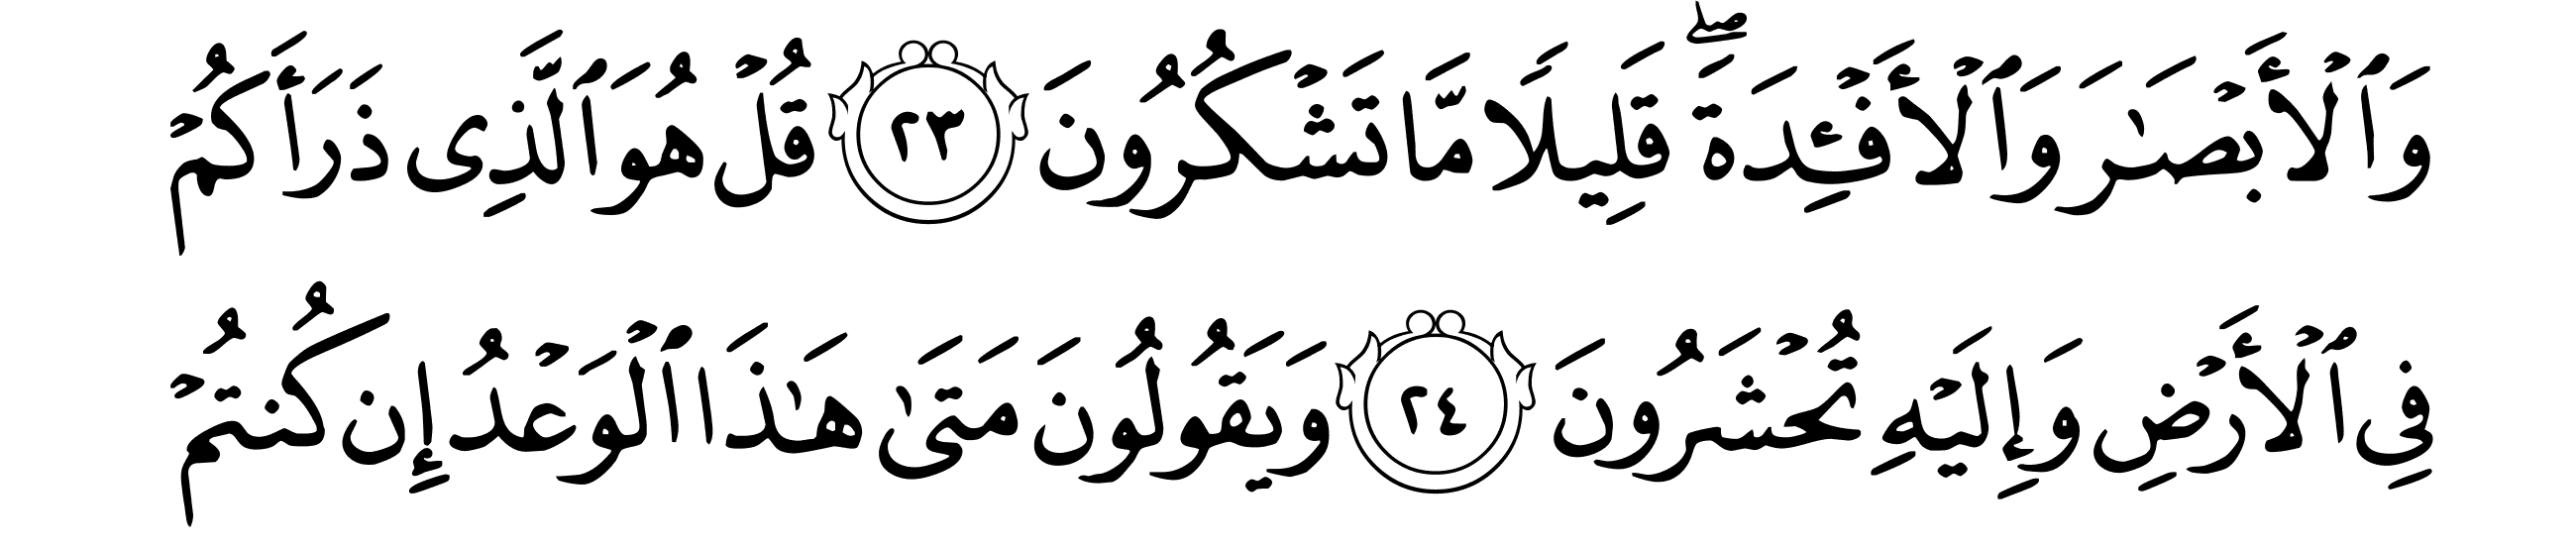 وَٱلْأَبْصَـٰرَ وَٱلْأَفْـِٔدَةَ ۖ قَلِيلًا مَّا تَشْكُرُونَ ٢٣ قُلْ هُوَ ٱلَّذِى ذَرَأَكُمْ
فِى ٱلْأَرْضِ وَإِلَيْهِ تُحْشَرُونَ ٢٤ وَيَقُولُونَ مَتَىٰ هَـٰذَا ٱلْوَعْدُ إِن كُنتُمْ